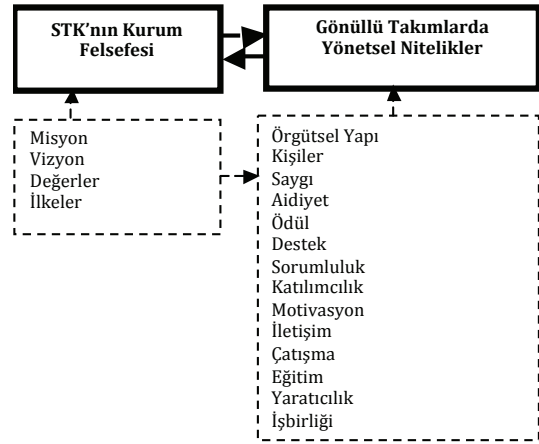 STK’nın Kurum
Felsefesi
Gönüllü Takımlarda
Yönetsel Nitelikler
Misyon
Vizyon
Değerler
İlkeler
Örgütsel Yapı
Kişiler
Saygı
Aidiyet
Ödül
Destek
Sorumluluk
Katılımcılık
Motivasyon
İletişim
Çatışma
Eğitim
Yaratıcılık
İşbirliği